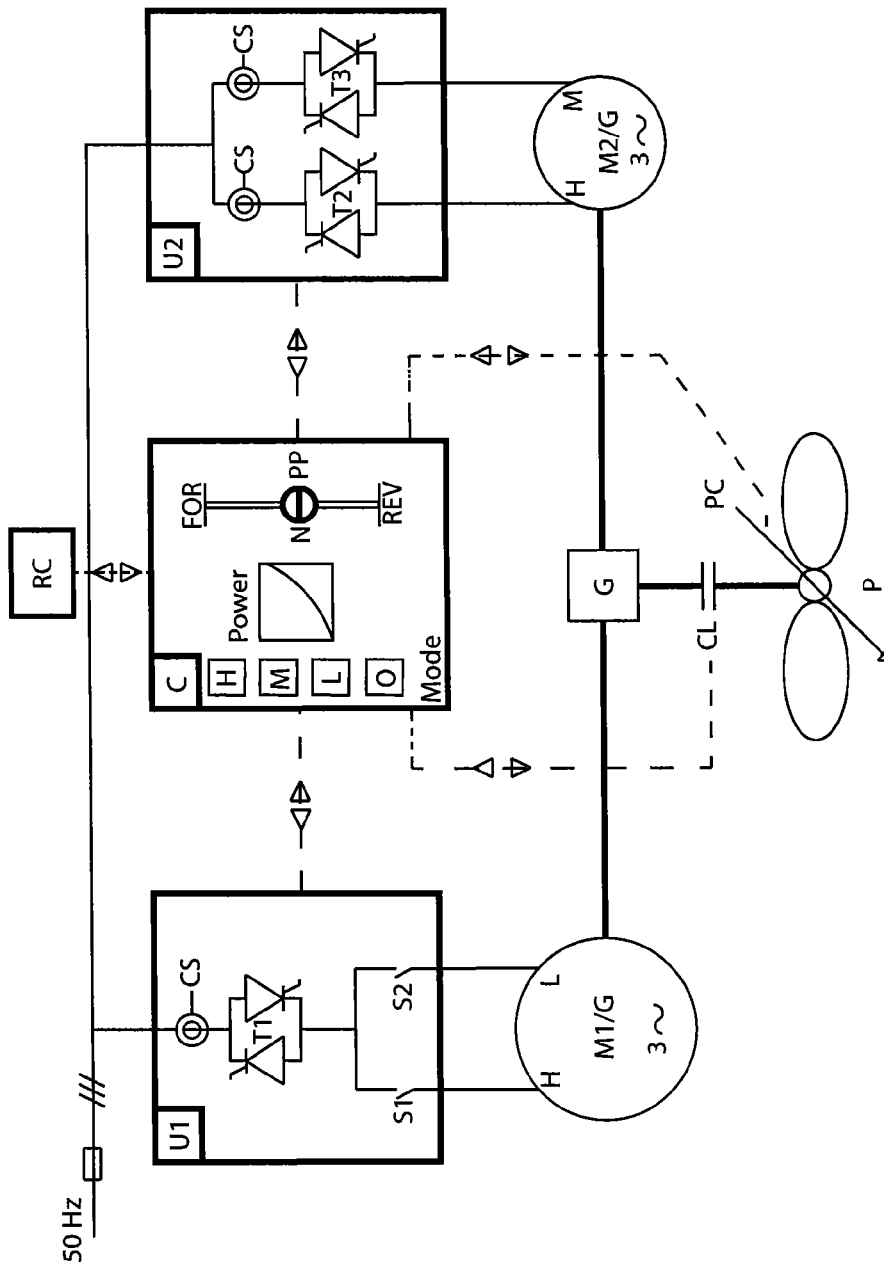 50 Hz
U1
CS
T1
S1
S2
H
L
M1/G
3~
RC
C
H
M
L
O
Mode
Power
FOR
N
PP
REV
G
CL
PC
P
U2
CS
CS
T2
T3
H
M
M2/G
3~